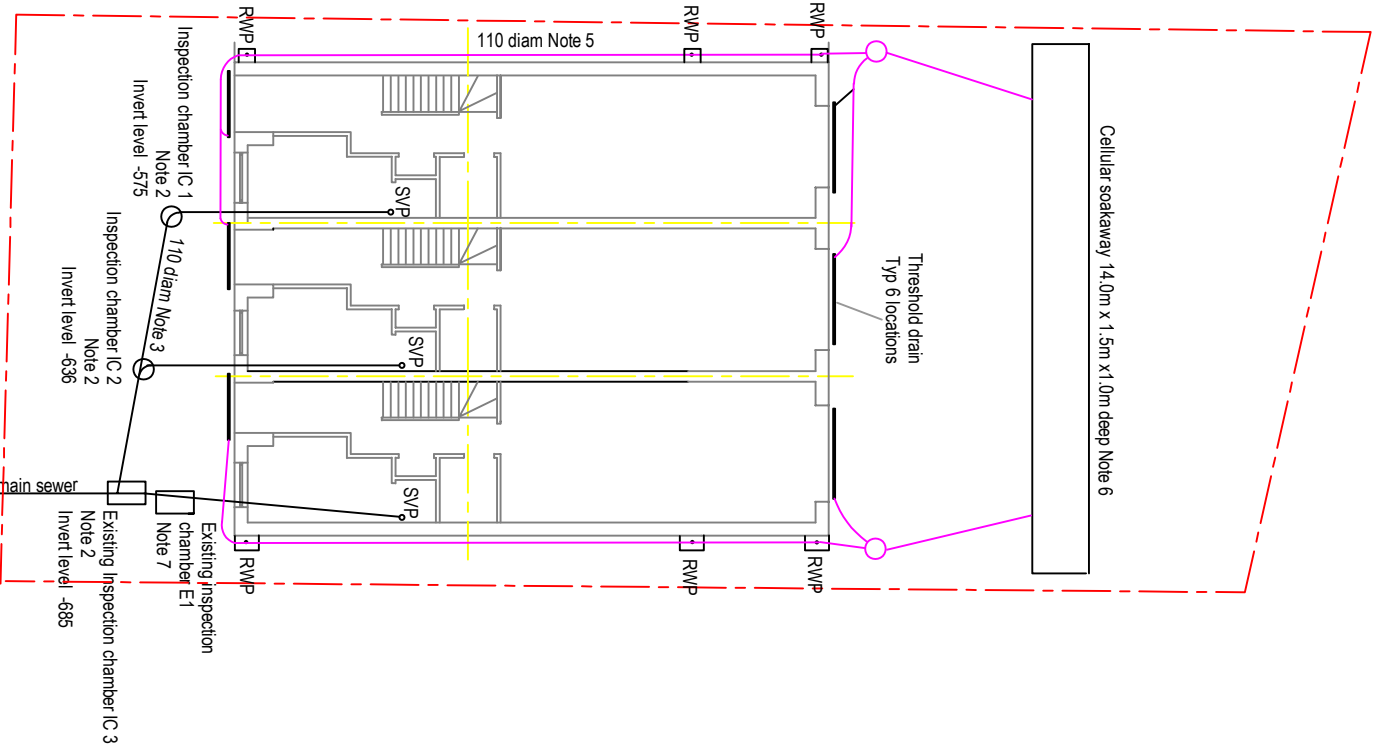 RWP
RWP
RWP
110 diam Note 5
Cellular soakaway 14.0m x 1.5m x1.0m deep Note 6
Inspection chamber IC 1
Note 2
Invert level -575
SVP
110 diam Note 3
Threshold drain
Typ 6 locations
Inspection chamber IC 2
Note 2
Invert level -636
SVP
main sewer
SVP
Existing inspection
chamber E1
Note 7
Existing Inspection chamber IC 3
Note 2
Invert level -685
RWP
RWP
RWP